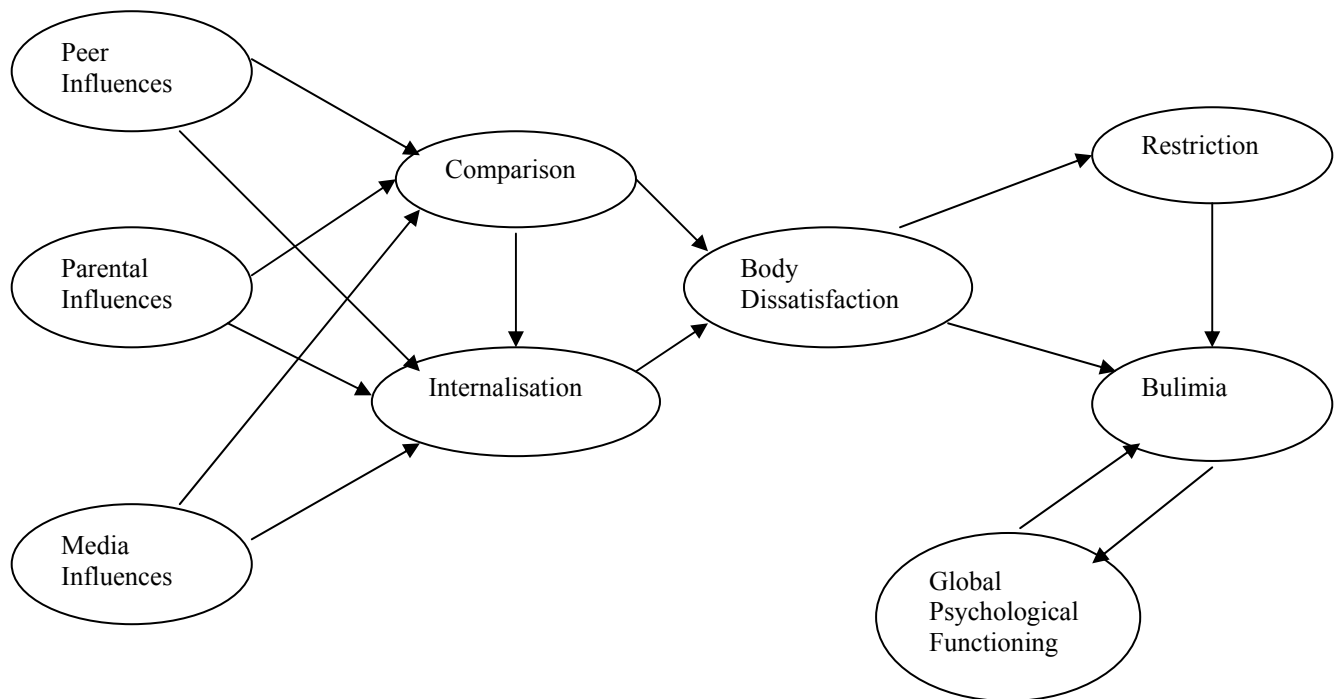 Peer
Influences
Comparison
Restriction
Parental
Influences
Body
Dissatisfaction
Internalisation
Bulimia
Media
Influences
Global
Psychological
Functioning